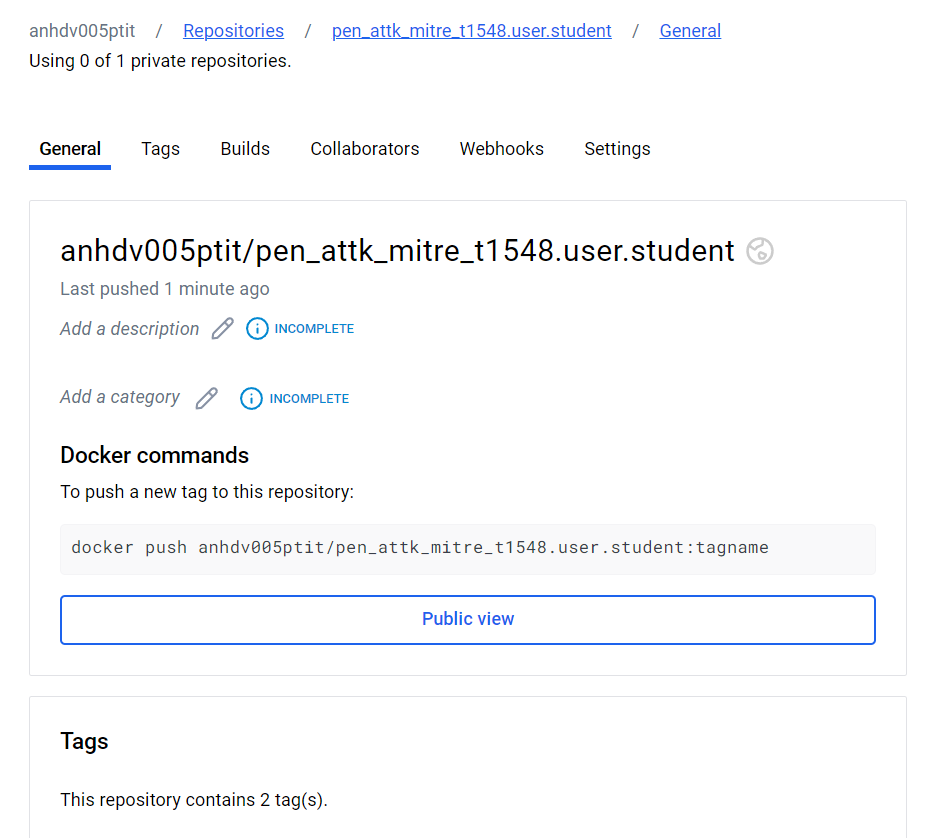 anhdv005ptit / Repositories / pen_attk_mitre_t1548.user.student / General
Using 0 of 1 private repositories.
General Tags Builds Collaborators Webhooks Settings
anhdv005ptit/pen_attk_mitre_t1548.user.student
Last pushed 1 minute ago
Add a description INCOMPLETE
Add a category INCOMPLETE
Docker commands
To push a new tag to this repository:
docker push anhdv005ptit/pen_attk_mitre_t1548.user.student:tagname
Public view
Tags
This repository contains 2 tag(s).